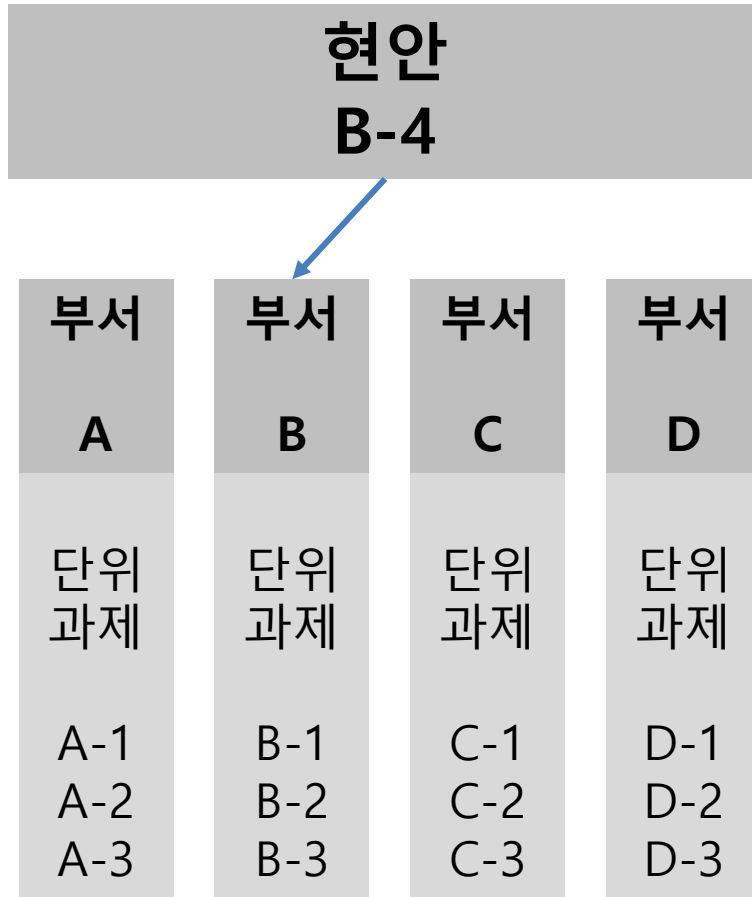 현안
B-4
부서
A
단위
과제
A-1
A-2
A-3
부서
B
단위
과제
B-1
B-2
B-3
부서
C
단위
과제
C-1
C-2
C-3
부서
D
단위
과제
D-1
D-2
D-3